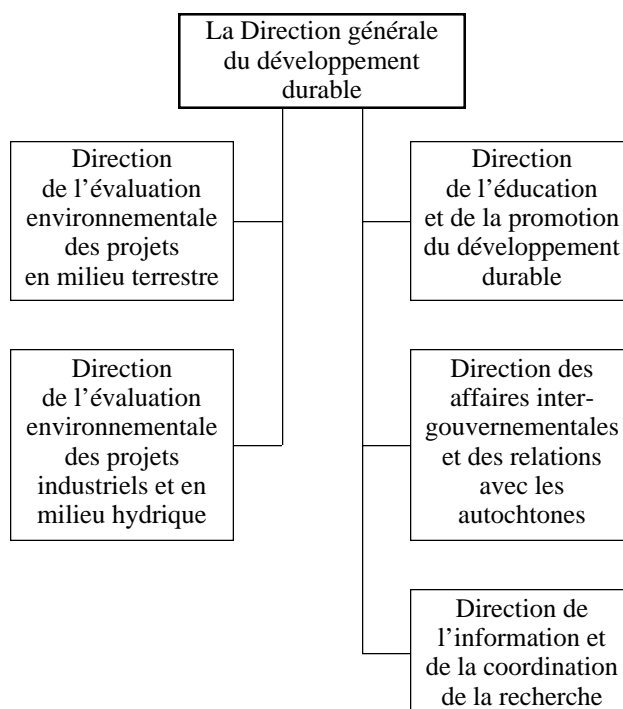 La Direction générale
du développement
durable
Direction
de l’évaluation
environnementale
des projets
en milieu terrestre
Direction
de l’éducation
et de la promotion
du développement
durable
Direction
de l’évaluation
environnementale
des projets
industriels et en
milieu hydrique
Direction des
affaires inter-
gouvernementales
et des relations
avec les
autochtones
Direction de
l’information et
de la coordination
de la recherche